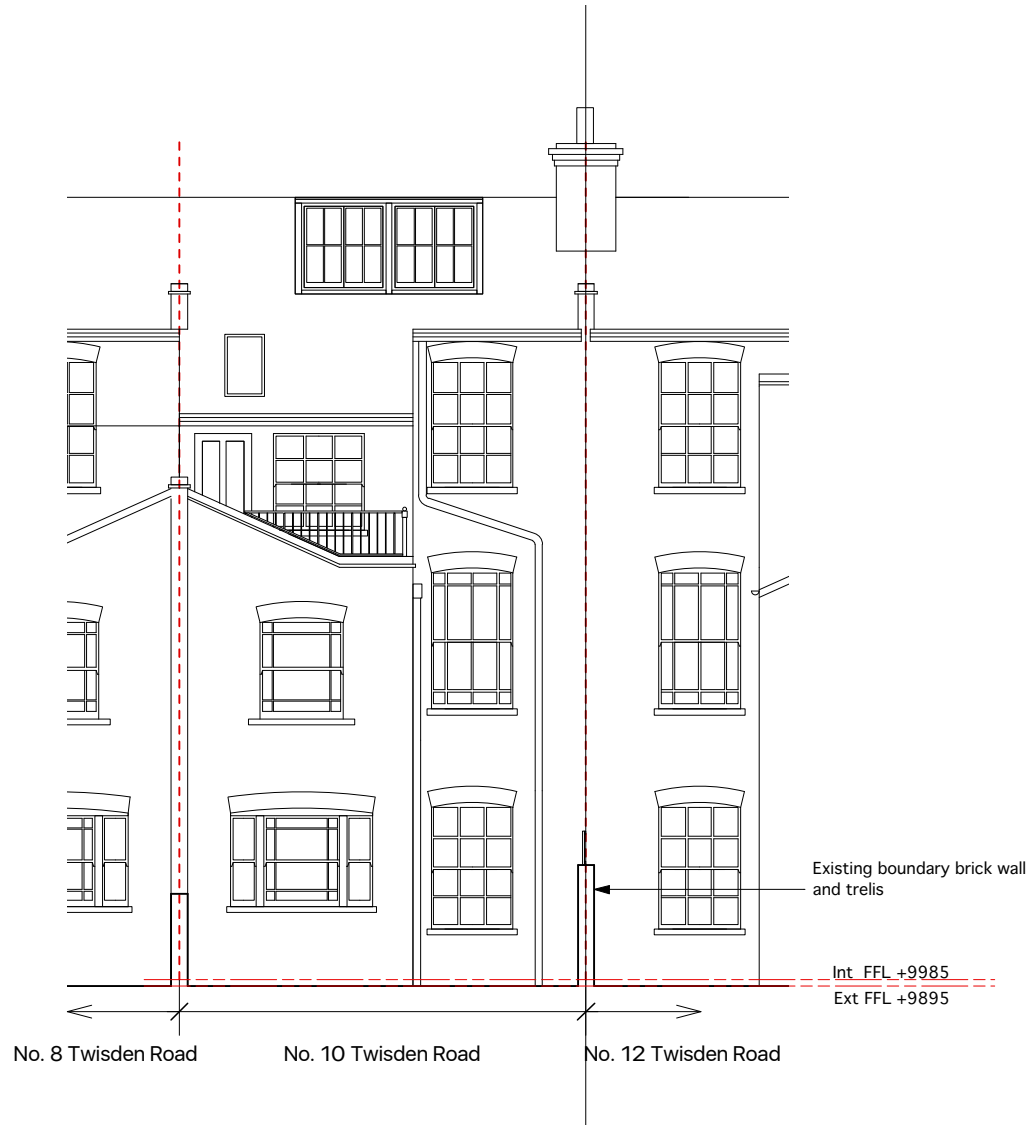 Existing boundary brick wall
and trelis
Int FFL +9985
Ext FFL +9895
No. 8 Twisden Road
No. 10 Twisden Road
No. 12 Twisden Road